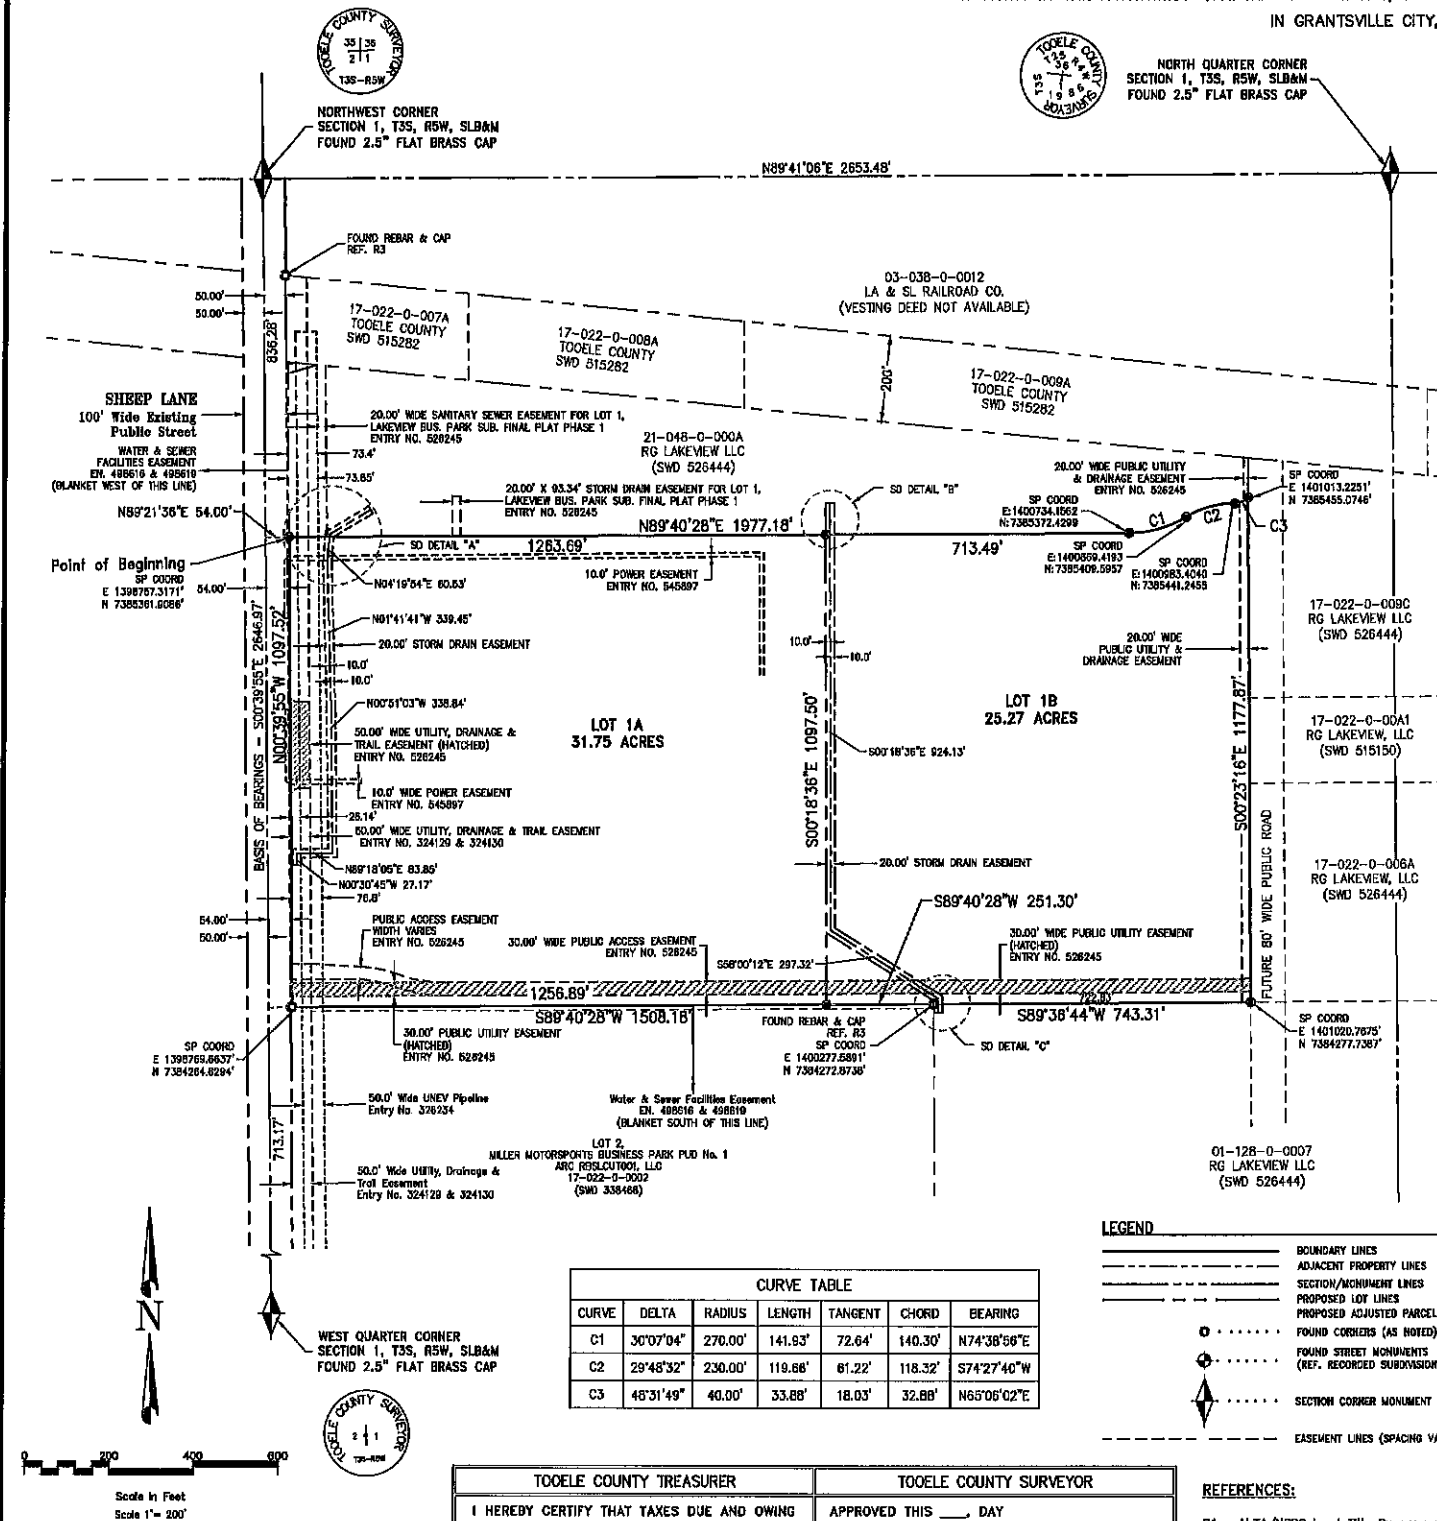 IN GRANTSVILLE CITY,
TOOELE COUNTY SURVEYOR
35 36
2 1
T3S-R5W
NORTHWEST CORNER
SECTION 1, T3S, R5W, SLB&M
FOUND 2.5" FLAT BRASS CAP
TOOELE COUNTY SURVEYOR
1986
NORTH QUARTER CORNER
SECTION 1, T3S, R5W, SLB&M
FOUND 2.5" FLAT BRASS CAP
N89°41'06"E 2653.48'
FOUND REBAR & CAP
REF. R3
50.00'
50.00'
836.28'
17-022-0-007A
TOOELE COUNTY
SWD 515282
17-022-0-008A
TOOELE COUNTY
SWD 515282
03-038-0-0012
LA & SL RAILROAD CO.
(VESTING DEED NOT AVAILABLE)
200'
17-022-0-009A
TOOELE COUNTY
SWD 515282
SHEEP LANE
100' Wide Existing
Public Street
WATER & SEWER
FACILITIES EASEMENT
EN. 498616 & 498619
(BLANKET WEST OF THIS LINE)
20.00' WIDE SANITARY SEWER EASEMENT FOR LOT 1,
LAKEVIEW BUS. PARK SUB. FINAL PLAT PHASE 1
ENTRY NO. 526245
73.4'
73.85'
21-048-0-000A
RG LAKEVIEW LLC
(SWD 526444)
20.00' X 93.34' STORM DRAIN EASEMENT FOR LOT 1,
LAKEVIEW BUS. PARK SUB. FINAL PLAT PHASE 1
ENTRY NO. 526245
SD DETAIL "B"
20.00' WIDE PUBLIC UTILITY
& DRAINAGE EASEMENT
ENTRY NO. 526245
SP COORD
E 1401013.2251'
N 7385455.0746'
SP COORD
E:1400734.1562
N:7385372.4299
C1
C2
C3
N89°21'36"E 54.00'
N89°40'28"E 1977.18'
1263.69'
713.49'
SD DETAIL "A"
SP COORD
E:1400869.4193
N:7385409.5957
SP COORD
E:1400983.4040
N:7385441.2455
Point of Beginning
SP COORD
E 1398757.3171'
N 7385361.9086'
54.00'
N04°19'54"E 60.53'
10.0' POWER EASEMENT
ENTRY NO. 545897
N01°41'41"W 339.45'
20.00' STORM DRAIN EASEMENT
10.0'
10.0'
10.0'
10.0'
20.00' WIDE
PUBLIC UTILITY &
DRAINAGE EASEMENT
17-022-0-009C
RG LAKEVIEW LLC
(SWD 526444)
BASIS OF BEARINGS - S00°39'55"E 2646.97'
N00°39'55"W 1097.52'
N00°51'03"W 338.84'
50.00' WIDE UTILITY, DRAINAGE &
TRAIL EASEMENT (HATCHED)
ENTRY NO. 526245
LOT 1A
31.75 ACRES
LOT 1B
25.27 ACRES
S00°18'36"E 1097.50'
S00°18'36"E 924.13'
S00°23'16"E 1177.87'
17-022-0-00A1
RG LAKEVIEW, LLC
(SWD 515150)
10.0' WIDE POWER EASEMENT
ENTRY NO. 545897
25.14'
50.00' WIDE UTILITY, DRAINAGE & TRAIL EASEMENT
ENTRY NO. 324129 & 324130
N89°18'05"E 83.85'
N00°30'45"W 27.17'
76.8'
20.00' STORM DRAIN EASEMENT
FUTURE 80' WIDE PUBLIC ROAD
17-022-0-006A
RG LAKEVIEW, LLC
(SWD 526444)
54.00'
50.00'
PUBLIC ACCESS EASEMENT
WIDTH VARIES
ENTRY NO. 526245
30.00' WIDE PUBLIC ACCESS EASEMENT
ENTRY NO. 526245
S89°40'28"W 251.30'
S56°00'12"E 297.32'
30.00' WIDE PUBLIC UTILITY EASEMENT
(HATCHED)
ENTRY NO. 526245
1256.89'
S89°40'28"W 1508.18'
S89°36'44"W 743.31'
30.00' PUBLIC UTILITY EASEMENT
(HATCHED)
ENTRY NO. 526245
FOUND REBAR & CAP
REF. R3
SP COORD
E 1400277.5891'
N 7384272.8738'
SD DETAIL "C"
SP COORD
E 1401020.7675'
N 7384277.7387'
SP COORD
E 1398769.6637'
N 7384264.6294'
50.0' Wide UNEV Pipeline
Entry No. 326234
Water & Sewer Facilities Easement
EN. 498616 & 498619
(BLANKET SOUTH OF THIS LINE)
713.17'
LOT 2,
MILLER MOTORSPORTS BUSINESS PARK PUD No. 1
ARC RBSLCUT001, LLC
17-022-0-0002
(SWD 338468)
50.0' Wide Utility, Drainage &
Trail Easement
Entry No. 324129 & 324130
01-128-0-0007
RG LAKEVIEW LLC
(SWD 526444)
N
WEST QUARTER CORNER
SECTION 1, T3S, R5W, SLB&M
FOUND 2.5" FLAT BRASS CAP
TOOELE COUNTY SURVEYOR
2 1
T3S-R5W
0 200 400 600
Scale in Feet
Scale 1"= 200'
CURVE TABLE
CURVE DELTA RADIUS LENGTH TANGENT CHORD BEARING
C1 30°07'04" 270.00' 141.93' 72.64' 140.30' N74°38'56"E
C2 29°48'32" 230.00' 119.66' 61.22' 118.32' S74°27'40"W
C3 48°31'49" 40.00' 33.88' 18.03' 32.88' N65°06'02"E
LEGEND
BOUNDARY LINES
ADJACENT PROPERTY LINES
SECTION/MONUMENT LINES
PROPOSED LOT LINES
PROPOSED ADJUSTED PARCEL
FOUND CORNERS (AS NOTED)
FOUND STREET MONUMENTS
(REF. RECORDED SUBDIVISION
SECTION CORNER MONUMENT
EASEMENT LINES (SPACING VA
TOOELE COUNTY TREASURER
I HEREBY CERTIFY THAT TAXES DUE AND OWING
TOOELE COUNTY SURVEYOR
APPROVED THIS ___, DAY
REFERENCES: